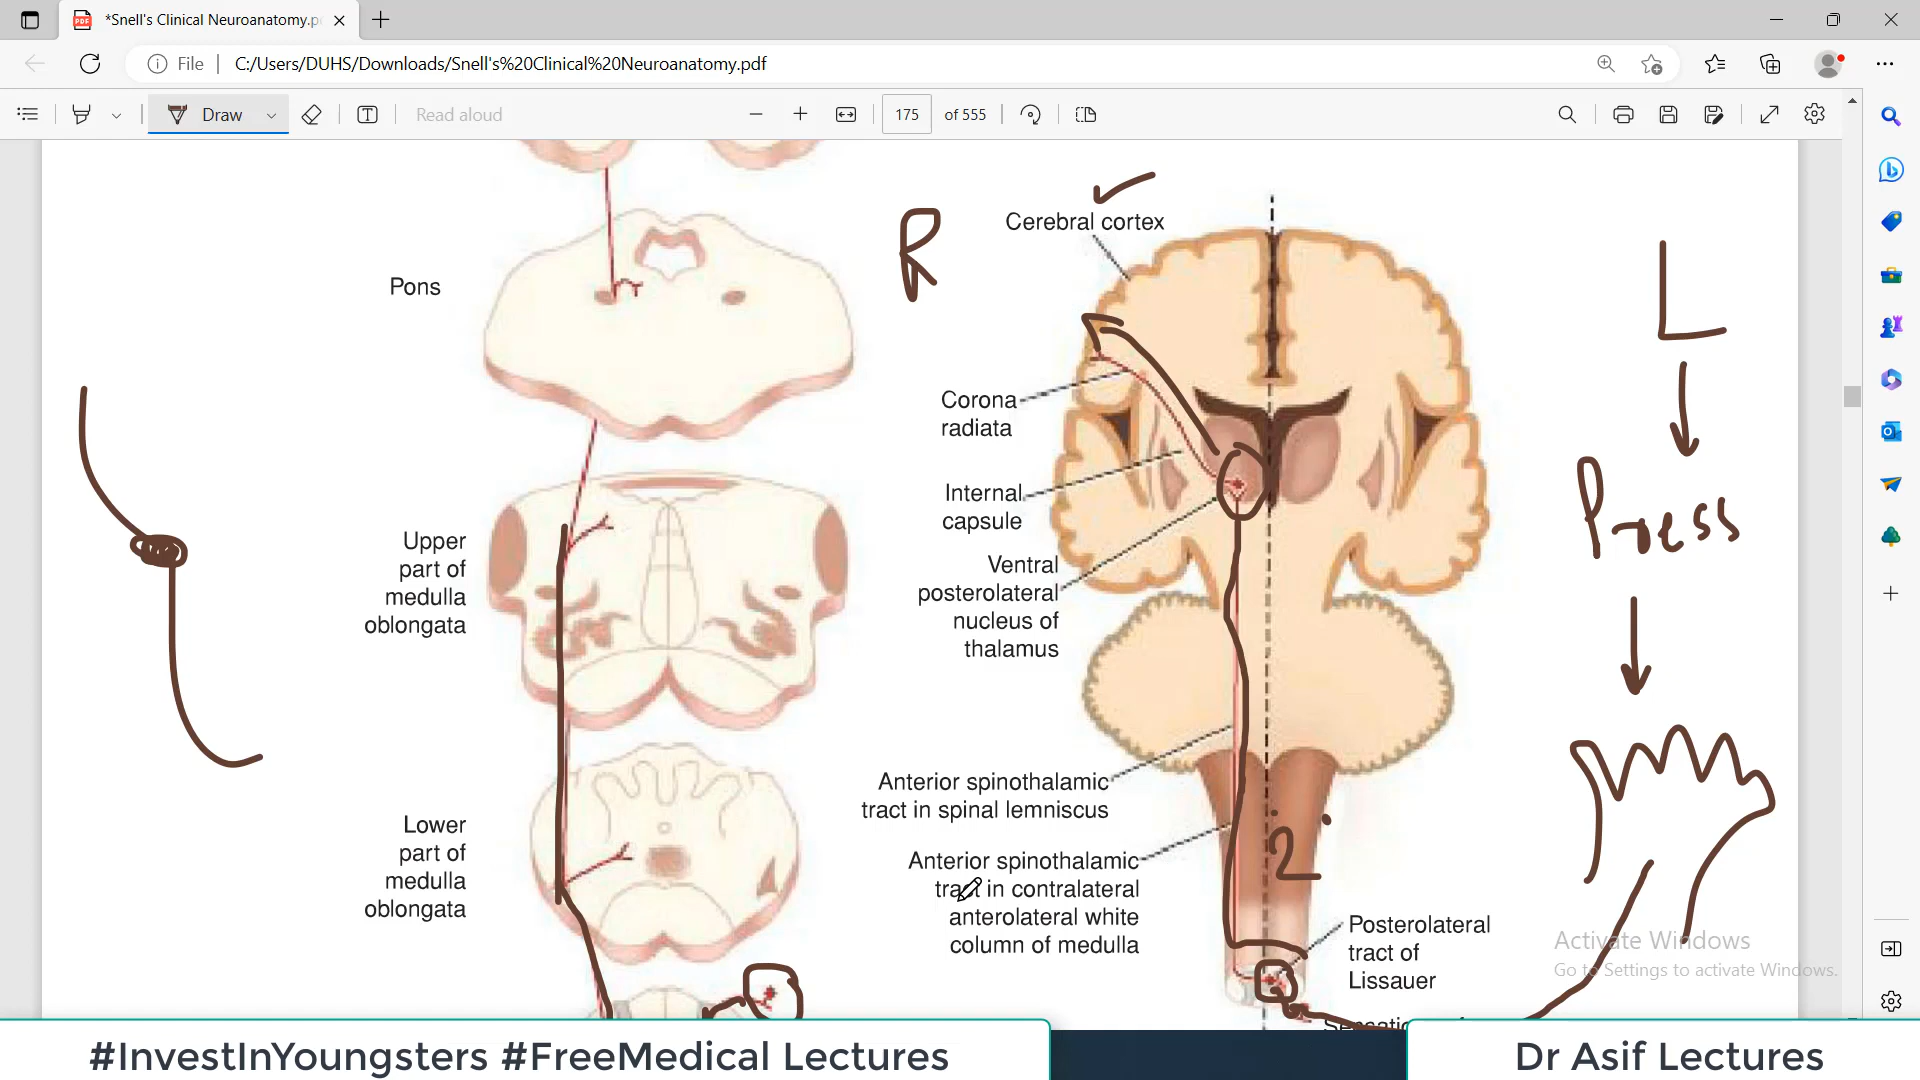 *Snell's Clinical Neuroanatomy.p
File
C:/Users/DUHS/Downloads/Snell's%20Clinical%20Neuroanatomy.pdf
Draw
Read aloud
175 of 555
Pons
Upper
part of
medulla
oblongata
Lower
part of
medulla
oblongata
R
Cerebral cortex
Corona
radiata
Internal
capsule
Ventral
posterolateral
nucleus of
thalamus
Anterior spinothalamic
tract in spinal lemniscus
Anterior spinothalamic
tract in contralateral
anterolateral white
column of medulla
2
Posterolateral
tract of
Lissauer
L
Press
Activate Windows
Go to Settings to activate Windows.
#InvestInYoungsters #FreeMedical Lectures
Dr Asif Lectures